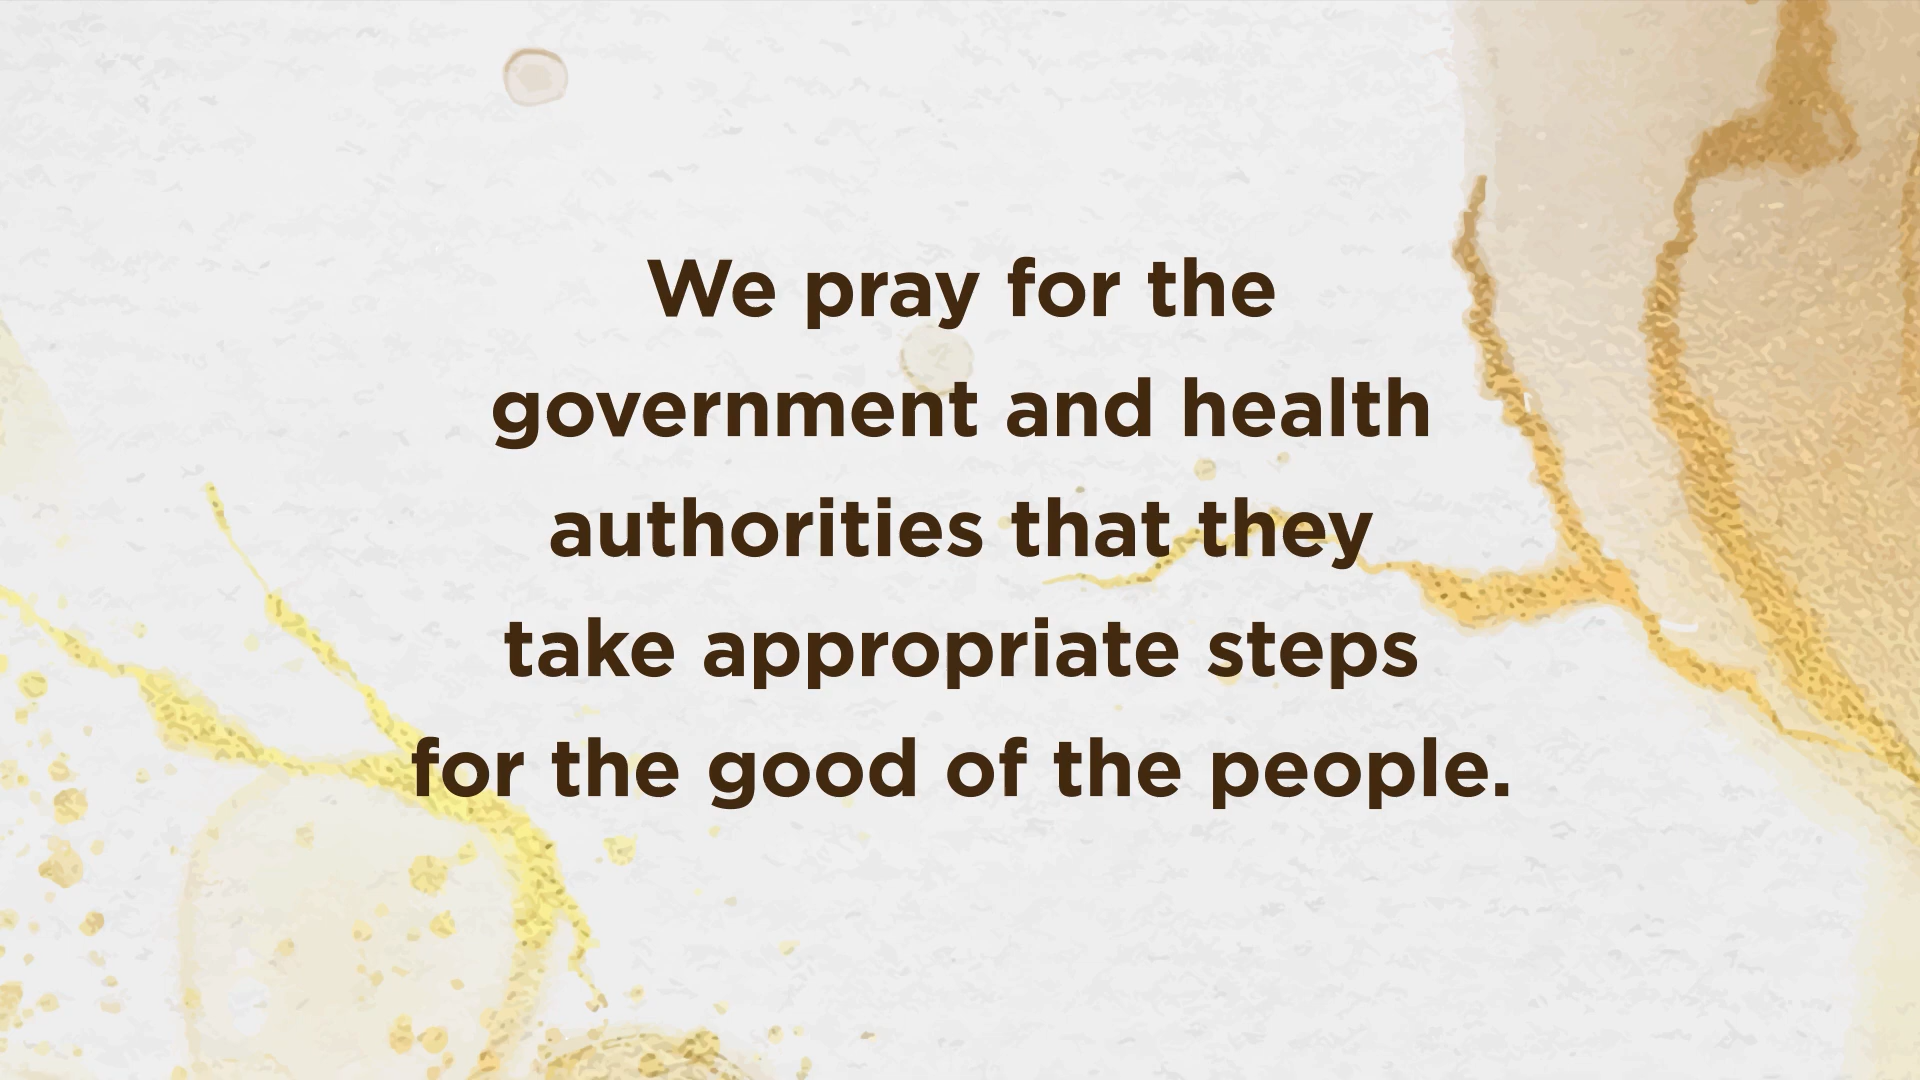 We pray for the
government and health
authorities that they
take appropriate steps
for the good of the people.